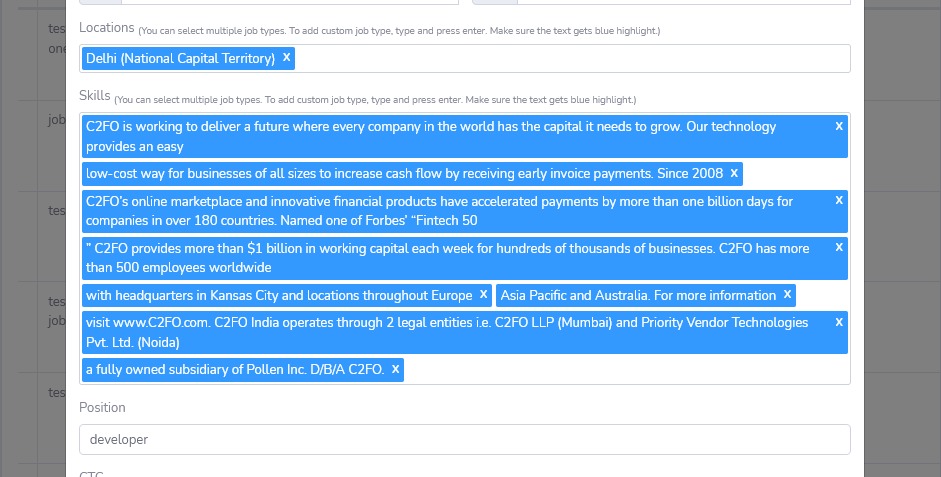 Locations (You can select multiple job types. To add custom job type, type and press enter. Make sure the text gets blue highlight.)
tes
one
Delhi (National Capital Territory) x
Skills (You can select multiple job types. To add custom job type, type and press enter. Make sure the text gets blue highlight.)
job
C2FO is working to deliver a future where every company in the world has the capital it needs to grow. Our technology x
provides an easy
low-cost way for businesses of all sizes to increase cash flow by receiving early invoice payments. Since 2008 x
tes
C2FO's online marketplace and innovative financial products have accelerated payments by more than one billion days for x
companies in over 180 countries. Named one of Forbes' “Fintech 50
” C2FO provides more than $1 billion in working capital each week for hundreds of thousands of businesses. C2FO has more x
than 500 employees worldwide
with headquarters in Kansas City and locations throughout Europe x Asia Pacific and Australia. For more information x
tes
job
visit www.C2FO.com. C2FO India operates through 2 legal entities i.e. C2FO LLP (Mumbai) and Priority Vendor Technologies x
Pvt. Ltd. (Noida)
a fully owned subsidiary of Pollen Inc. D/B/A C2FO. x
tes
Position
developer
CTC